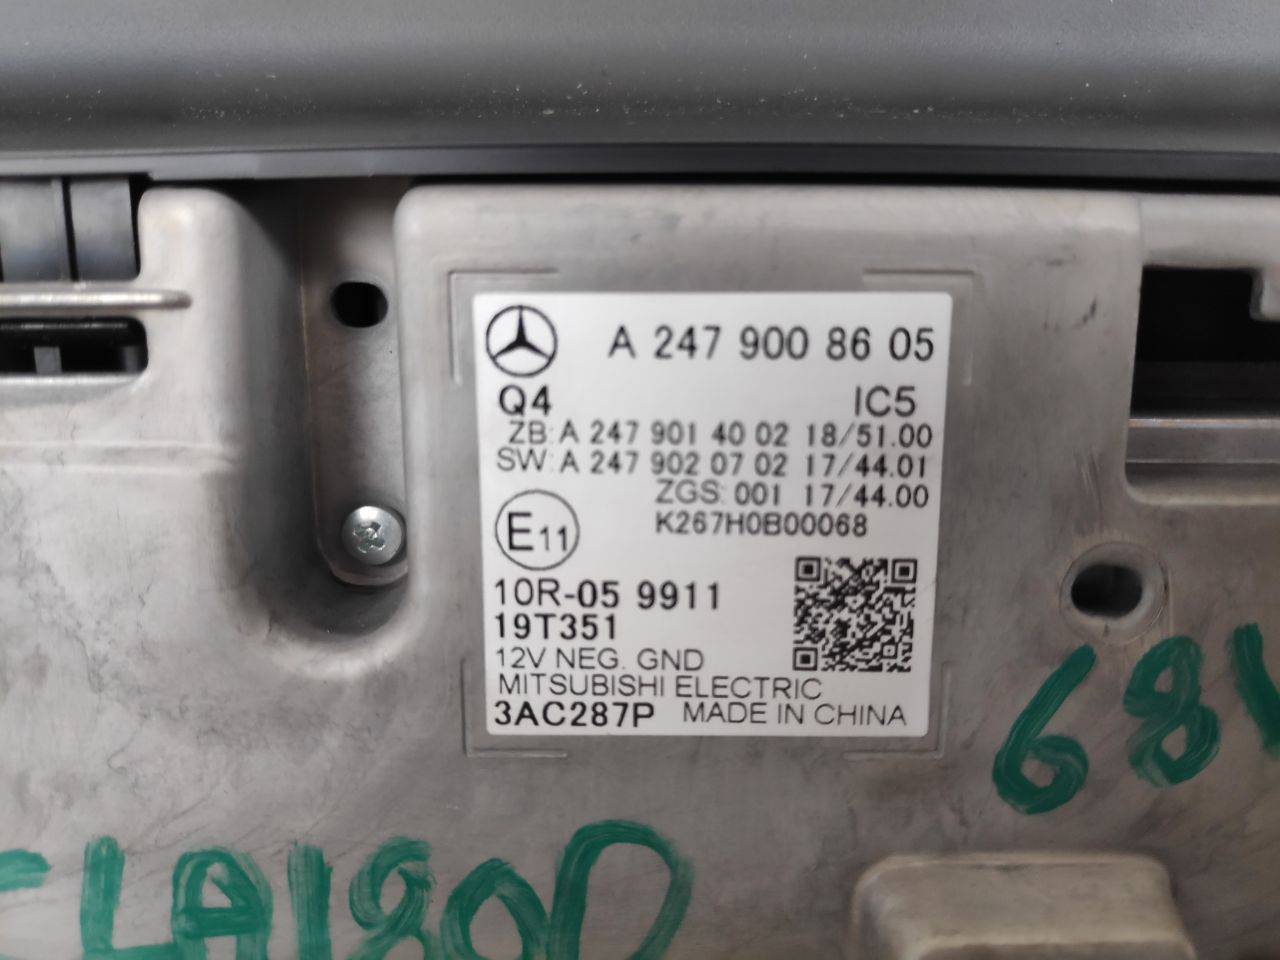 A 247 900 86 05
Q4 IC5
ZB: A 247 901 40 02 18/51.00
SW: A 247 902 07 02 17/44.01
ZGS: 001 17/44.00
K267H0B00068
E11
10R-05 9911
19T351
12V NEG. GND
MITSUBISHI ELECTRIC
3AC287P MADE IN CHINA
68
CLA180D